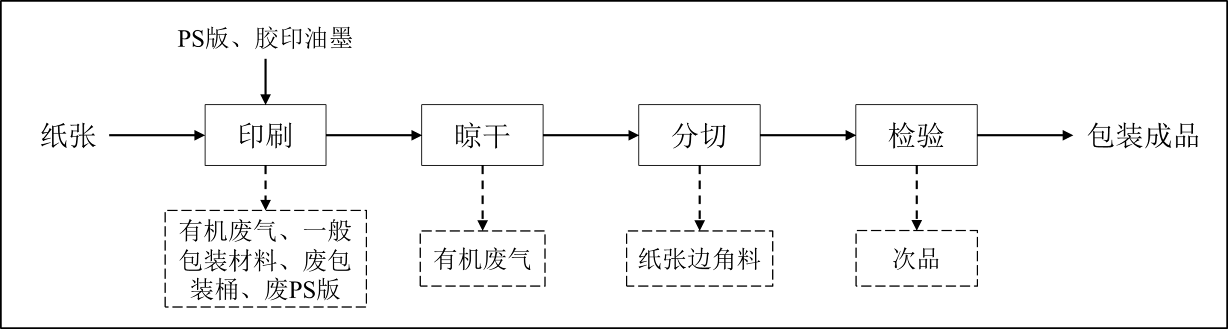 PS版、胶印油墨
纸张
印刷
晾干
分切
检验
包装成品
有机废气、一般
包装材料、废包
装桶、废PS版
有机废气
纸张边角料
次品